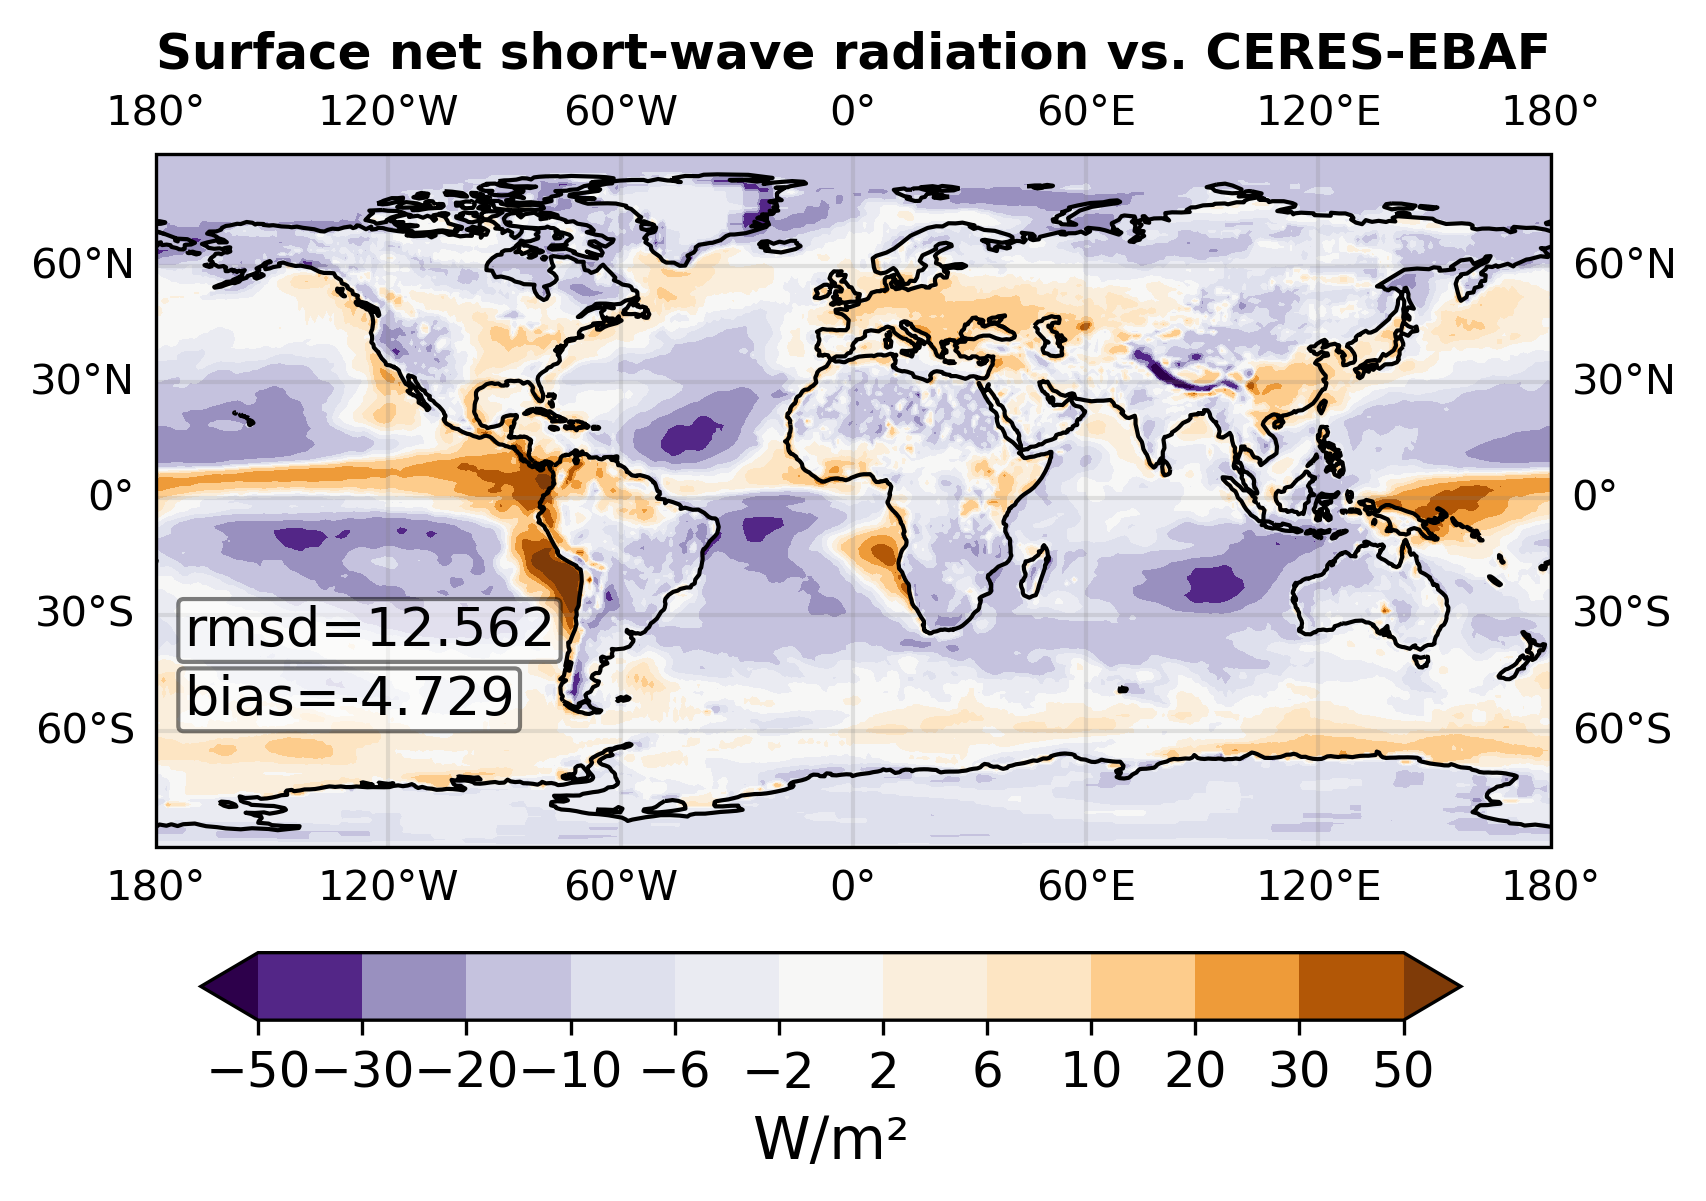 Surface net short-wave radiation vs. CERES-EBAF
180° 120°W 60°W 0° 60°E 120°E 180°
60°N 60°N
30°N 30°N
0° 0°
30°S 30°S
rmsd=12.562
bias=-4.729
60°S 60°S
180° 120°W 60°W 0° 60°E 120°E 180°
−50 −30 −20 −10 −6 −2 2 6 10 20 30 50
W/m²